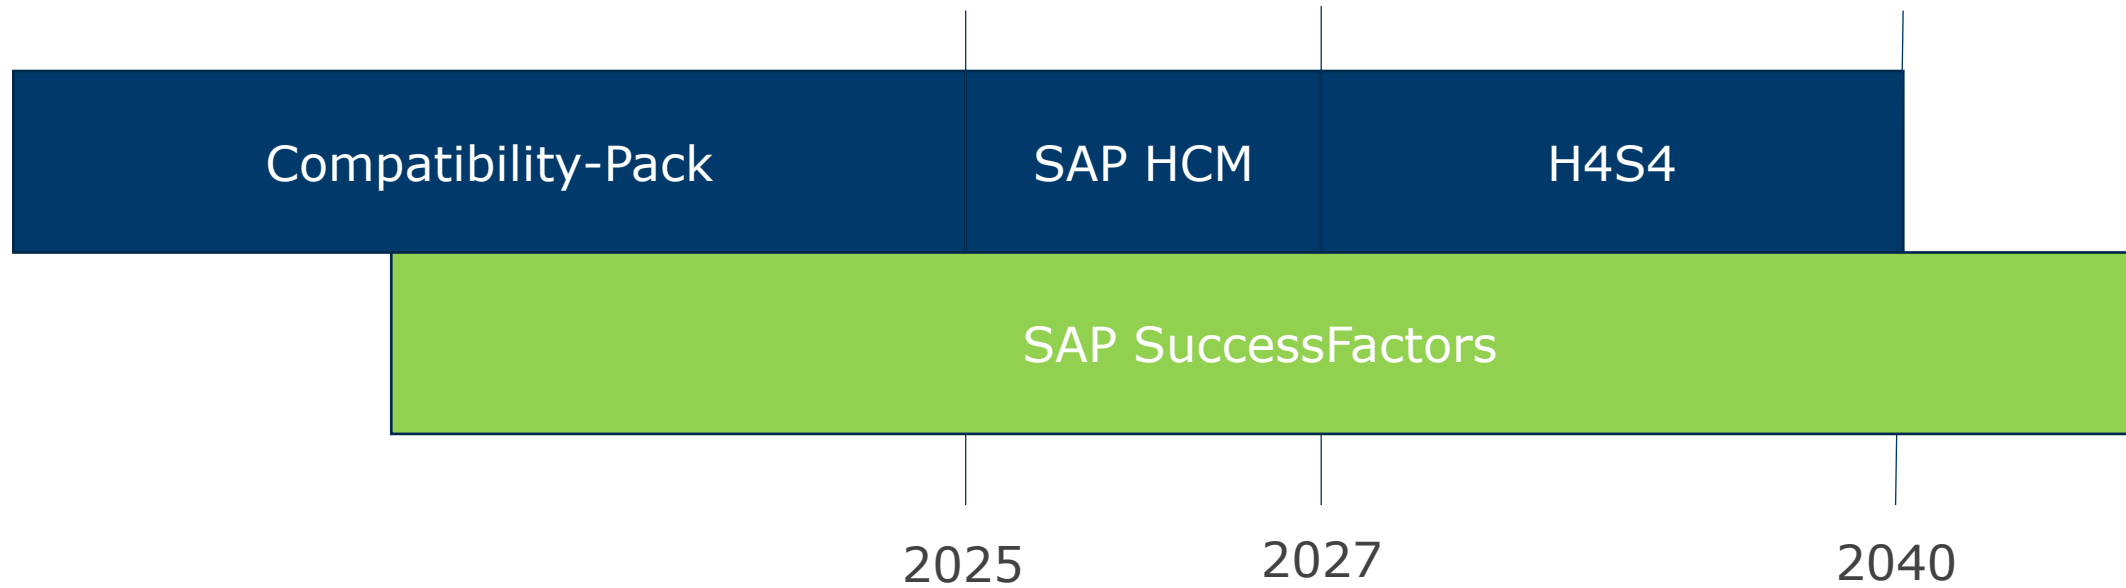 Compatibility-Pack
SAP HCM
H4S4
SAP SuccessFactors
2025
2027
2040